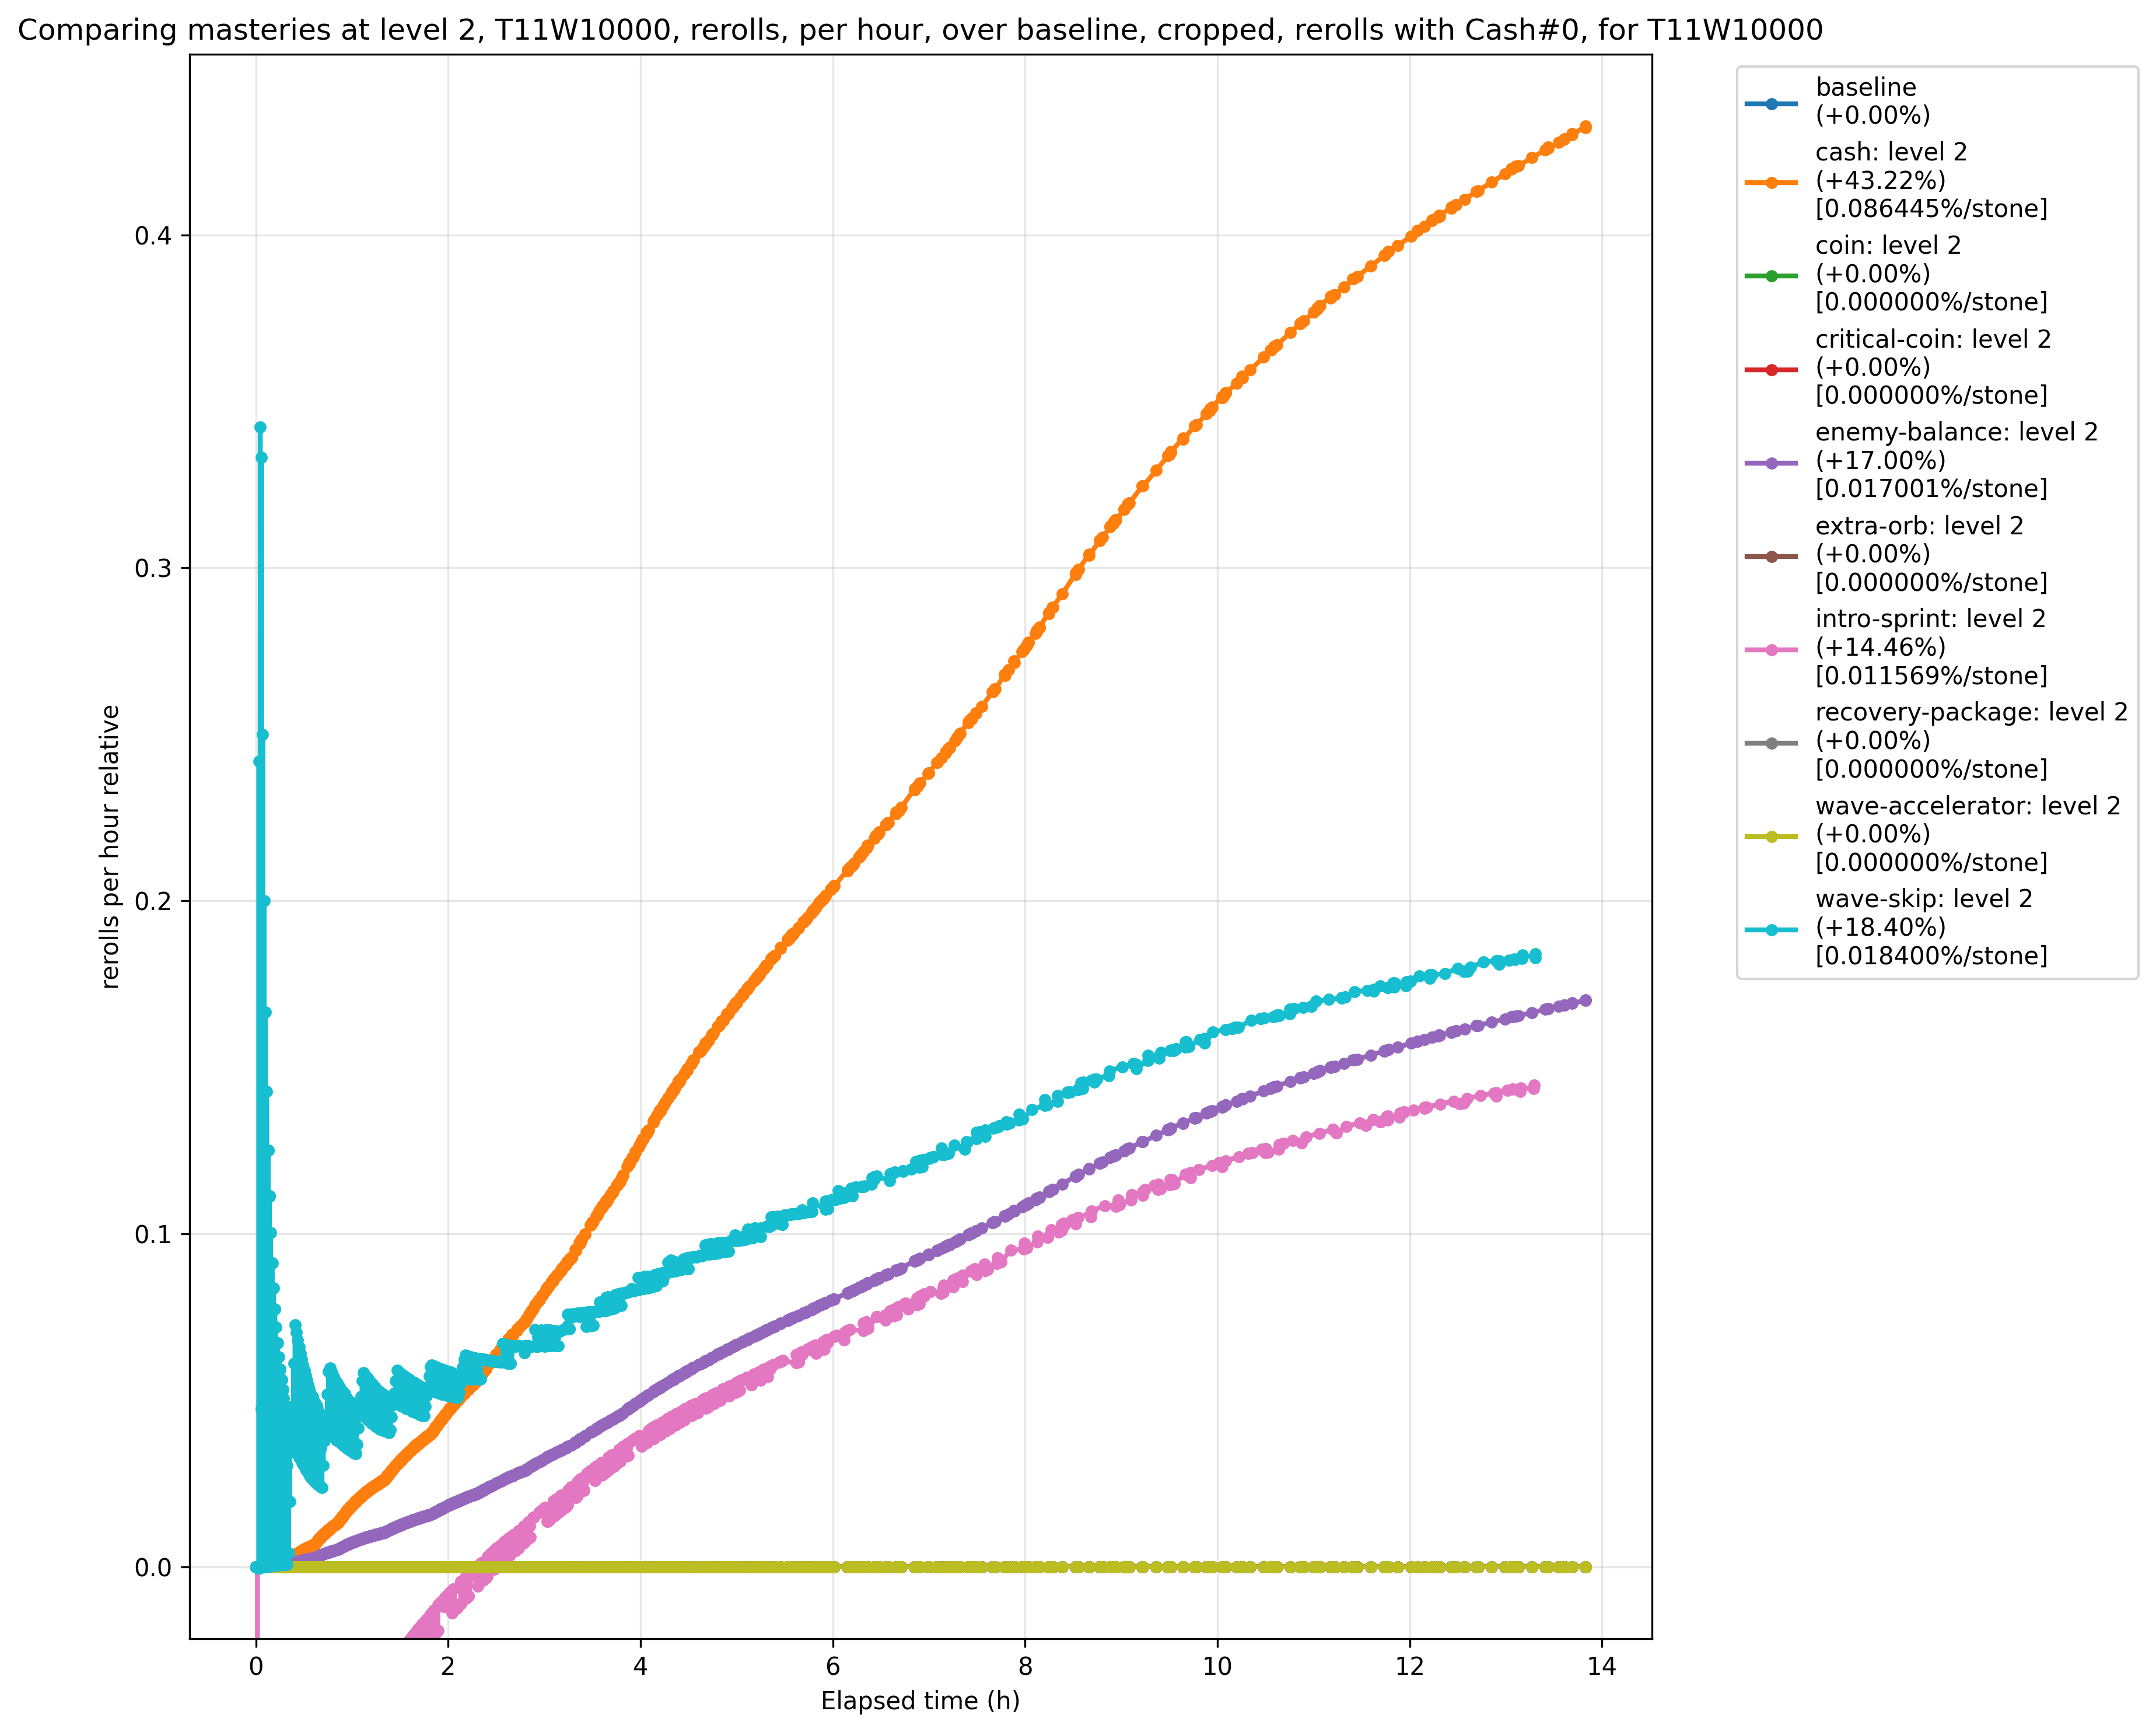 Comparing masteries at level 2, T11W10000, rerolls, per hour, over baseline, cropped, rerolls with Cash#0, for T11W10000
rerolls per hour relative
0.4
0.3
0.2
0.1
0.0
0 2 4 6 8 10 12 14
Elapsed time (h)
baseline
(+0.00%)
cash: level 2
(+43.22%)
[0.086445%/stone]
coin: level 2
(+0.00%)
[0.000000%/stone]
critical-coin: level 2
(+0.00%)
[0.000000%/stone]
enemy-balance: level 2
(+17.00%)
[0.017001%/stone]
extra-orb: level 2
(+0.00%)
[0.000000%/stone]
intro-sprint: level 2
(+14.46%)
[0.011569%/stone]
recovery-package: level 2
(+0.00%)
[0.000000%/stone]
wave-accelerator: level 2
(+0.00%)
[0.000000%/stone]
wave-skip: level 2
(+18.40%)
[0.018400%/stone]